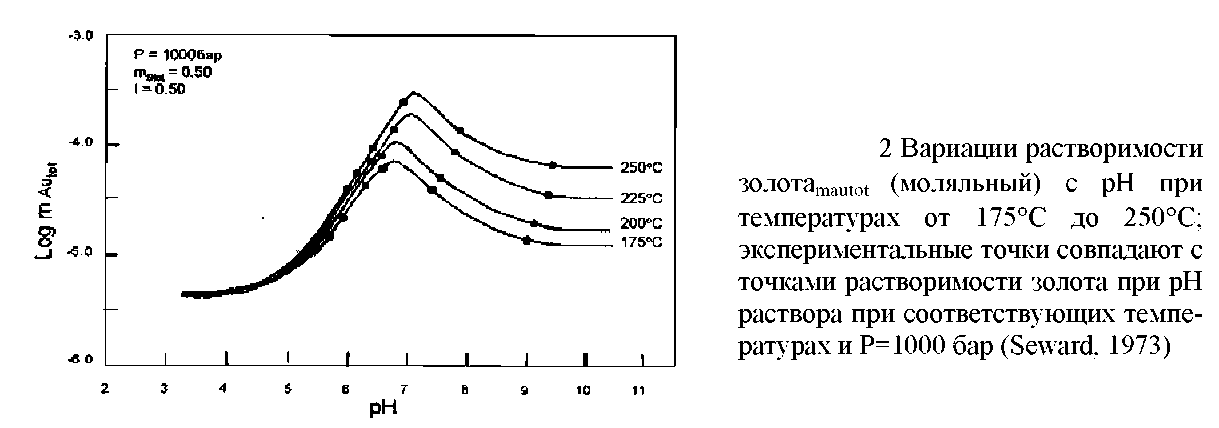 -3.0
P = 1000бар
mStot = 0.50
I = 0.50
-4.0
250°C
225°C
200°C
175°C
-5.0
-6.0
Log m Autot
2 3 4 5 6 7 8 9 10 11
pH
2 Вариации растворимости
золотаmautot (моляльный) с pH при
температурах от 175°С до 250°С;
экспериментальные точки совпадают с
точками растворимости золота при pH
раствора при соответствующих темпе-
ратурах и P=1000 бар (Seward, 1973)